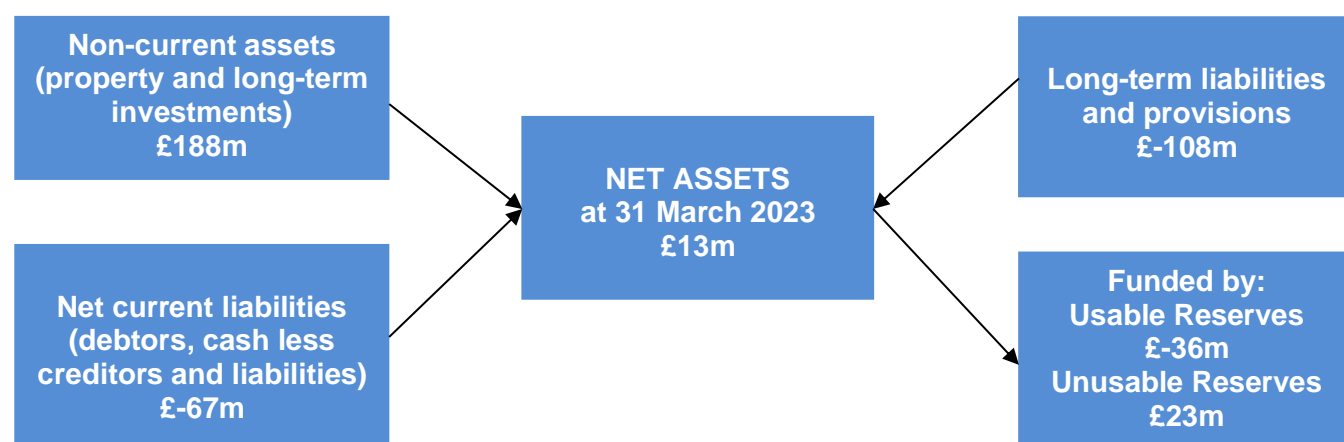 Non-current assets
(property and long-term
investments)
£188m
Net current liabilities
(debtors, cash less
creditors and liabilities)
£-67m
NET ASSETS
at 31 March 2023
£13m
Long-term liabilities
and provisions
£-108m
Funded by:
Usable Reserves
£-36m
Unusable Reserves
£23m